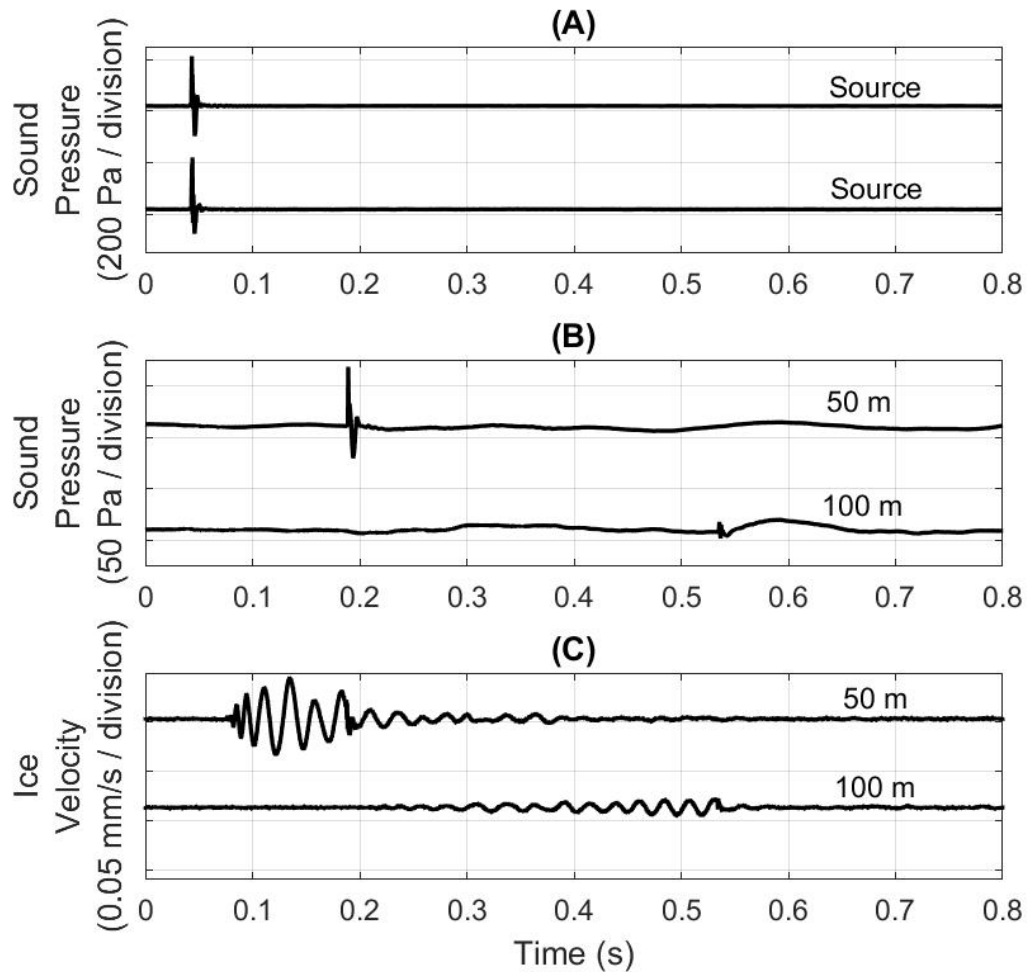 (A)
Sound
Pressure
(200 Pa / division)
Source
Source
0 0.1 0.2 0.3 0.4 0.5 0.6 0.7 0.8
(B)
Sound
Pressure
(50 Pa / division)
50 m
100 m
0 0.1 0.2 0.3 0.4 0.5 0.6 0.7 0.8
(C)
Ice
Velocity
(0.05 mm/s / division)
50 m
100 m
0 0.1 0.2 0.3 0.4 0.5 0.6 0.7 0.8
Time (s)